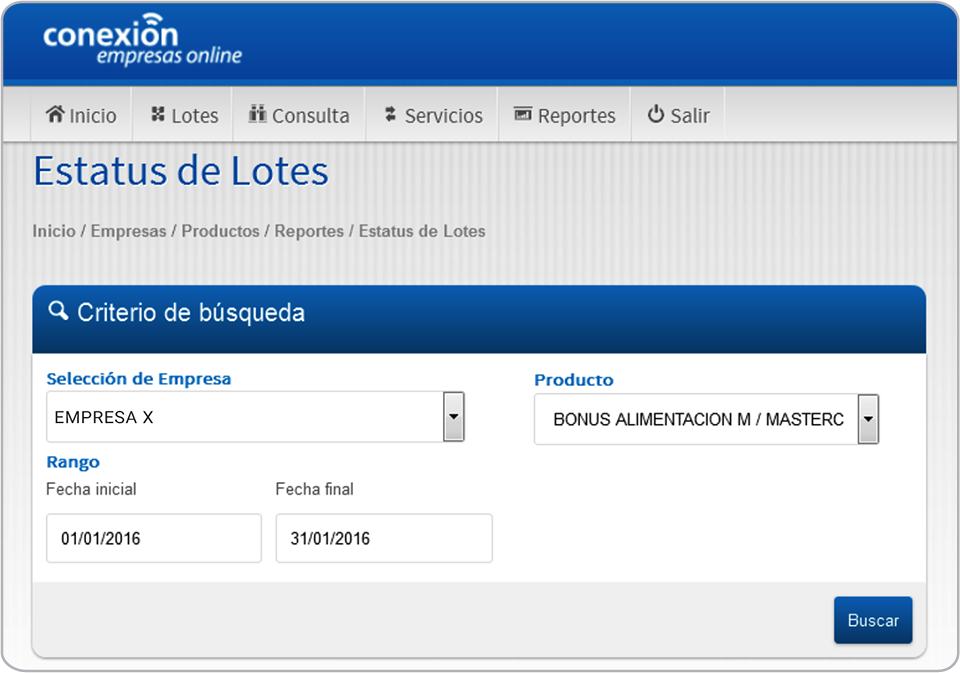 conexión
empresas online
Inicio Lotes Consulta Servicios Reportes Salir
Estatus de Lotes
Inicio / Empresas / Productos / Reportes / Estatus de Lotes
Criterio de búsqueda
Selección de Empresa Producto
EMPRESA X BONUS ALIMENTACION M / MASTERC
Rango
Fecha inicial Fecha final
01/01/2016 31/01/2016
Buscar